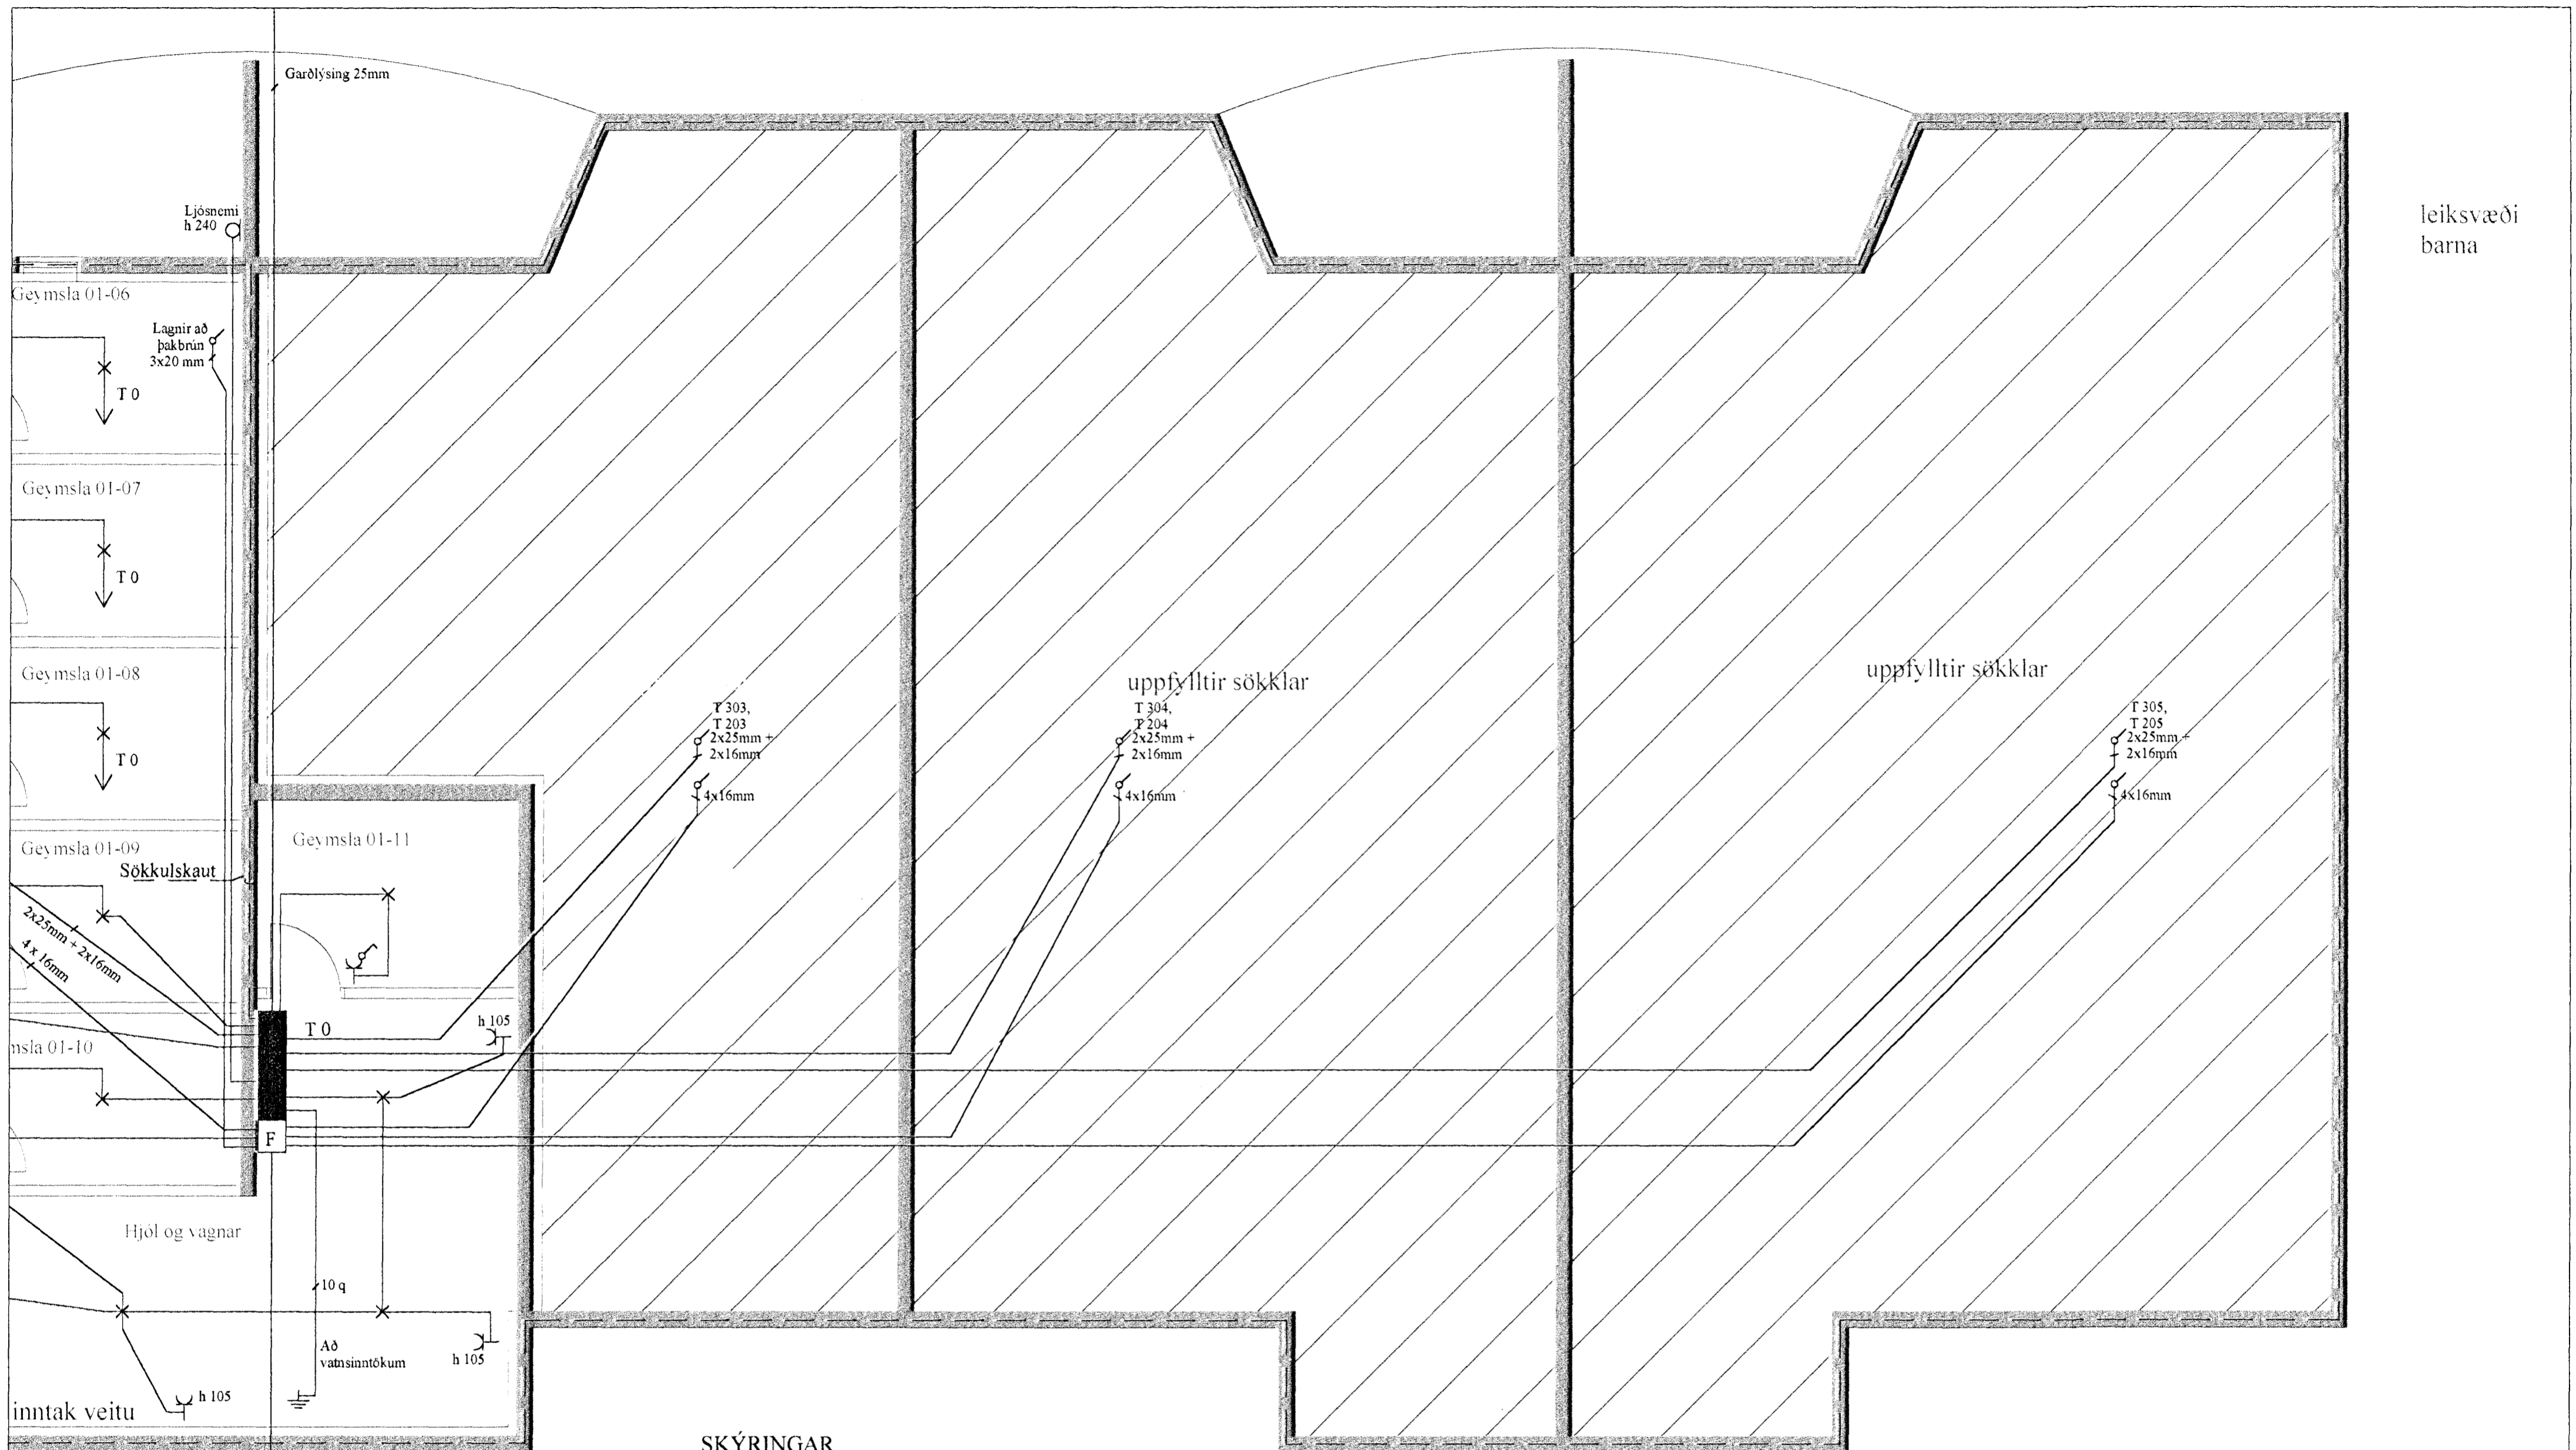 Garðlýsing 25mm
leiksvæði
barna
Ljósnemi
h 240
Geymsla 01-06
Lagnir að
þakbrún
3x20 mm
T 0
Geymsla 01-07
T 0
Geymsla 01-08
T 0
uppfylltir sökklar
uppfylltir sökklar
T 303,
T 203
2x25mm +
2x16mm
4x16mm
T 304,
T 204
2x25mm +
2x16mm
4x16mm
T 305,
T 205
2x25mm +
2x16mm
4x16mm
Geymsla 01-09
Geymsla 01-11
Sökkulskaut
2x25mm + 2x16mm
4 x 16mm
T 0
h 105
msla 01-10
F
Hjól og vagnar
10 q
Að
vatnsinntökum
h 105
h 105
inntak veitu
SKÝRINGAR